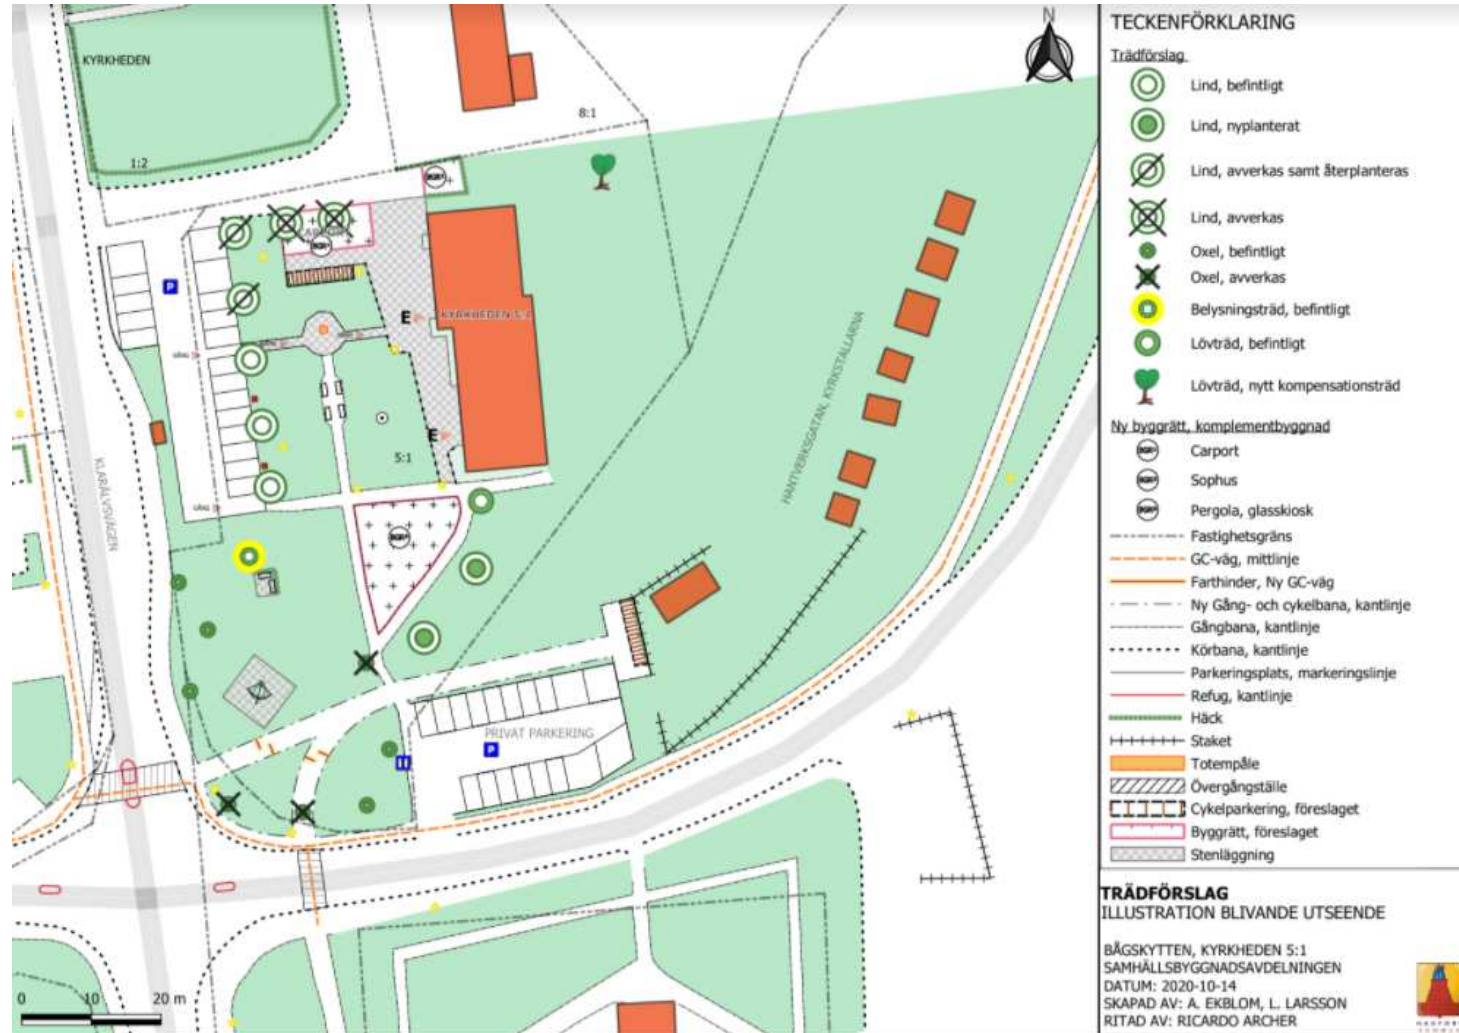 KYRKHEDEN
1:2
8:1
N
P
E
KYRKHEDEN 5:1
E
5:1
KLARÄLVSVÄGEN
HANTVERKSGATAN, KYRKSTALLARNA
PRIVAT PARKERING
P
0 10 20 m
TECKENFÖRKLARING
Trädförslag
Lind, befintligt
Lind, nyplanterat
Lind, avverkas samt återplanteras
Lind, avverkas
Oxel, befintligt
Oxel, avverkas
Belysningsträd, befintligt
Lövträd, befintligt
Lövträd, nytt kompensationsträd
Ny byggrätt, komplementbyggnad
Carport
Sophus
Pergola, glasskiosk
Fastighetsgräns
GC-väg, mittlinje
Farthinder, Ny GC-väg
Ny Gång- och cykelbana, kantlinje
Gångbana, kantlinje
Körbana, kantlinje
Parkeringsplats, markeringslinje
Refug, kantlinje
Häck
Staket
Totempåle
Övergångställe
Cykelparkering, föreslaget
Byggrätt, föreslaget
Stenläggning
TRÄDFÖRSLAG
ILLUSTRATION BLIVANDE UTSEENDE
BÅGSKYTTEN, KYRKHEDEN 5:1
SAMHÄLLSBYGGNADSAVDELNINGEN
DATUM: 2020-10-14
SKAPAD AV: A. EKBLOM, L. LARSSON
RITAD AV: RICARDO ARCHER